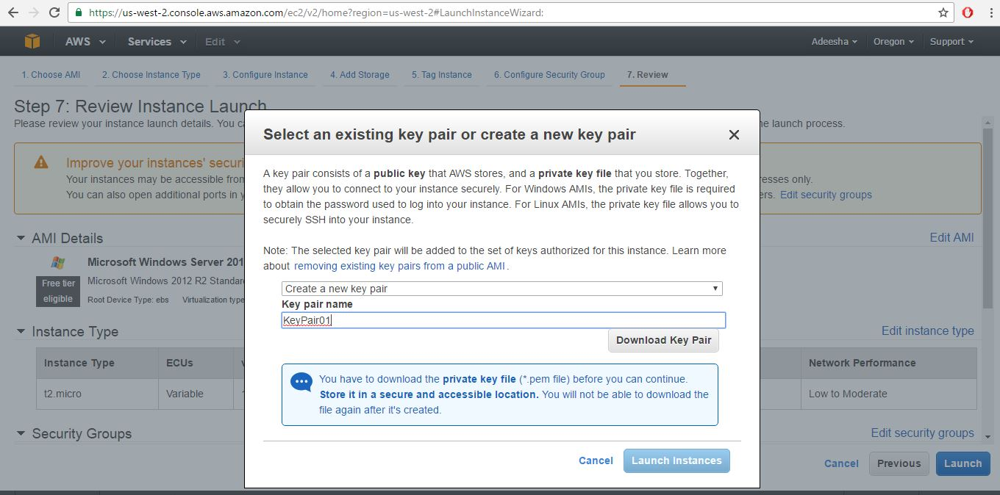 https://us-west-2.console.aws.amazon.com/ec2/v2/home?region=us-west-2#LaunchInstanceWizard:
AWS Services Edit Adeesha Oregon Support
1. Choose AMI 2. Choose Instance Type 3. Configure Instance 4. Add Storage 5. Tag Instance 6. Configure Security Group 7. Review
Step 7: Review Instance Launch
Please review your instance launch details. You ca
he launch process.
Improve your instances' securi
Your instances may be accessible from
resses only.
You can also open additional ports in y
ers. Edit security groups
AMI Details
Edit AMI
Microsoft Windows Server 201
Free tier
eligible
Microsoft Windows 2012 R2 Standar
Root Device Type: ebs Virtualization type
Instance Type
Edit instance type
Instance Type ECUs
Network Performance
t2.micro Variable
Low to Moderate
Security Groups
Edit security groups
Cancel Previous Launch
Select an existing key pair or create a new key pair
A key pair consists of a public key that AWS stores, and a private key file that you store. Together,
they allow you to connect to your instance securely. For Windows AMIs, the private key file is required
to obtain the password used to log into your instance. For Linux AMIs, the private key file allows you to
securely SSH into your instance.
Note: The selected key pair will be added to the set of keys authorized for this instance. Learn more
about removing existing key pairs from a public AMI.
Create a new key pair
Key pair name
KeyPair01
Download Key Pair
You have to download the private key file (*.pem file) before you can continue.
Store it in a secure and accessible location. You will not be able to download the
file again after it's created.
Cancel Launch Instances